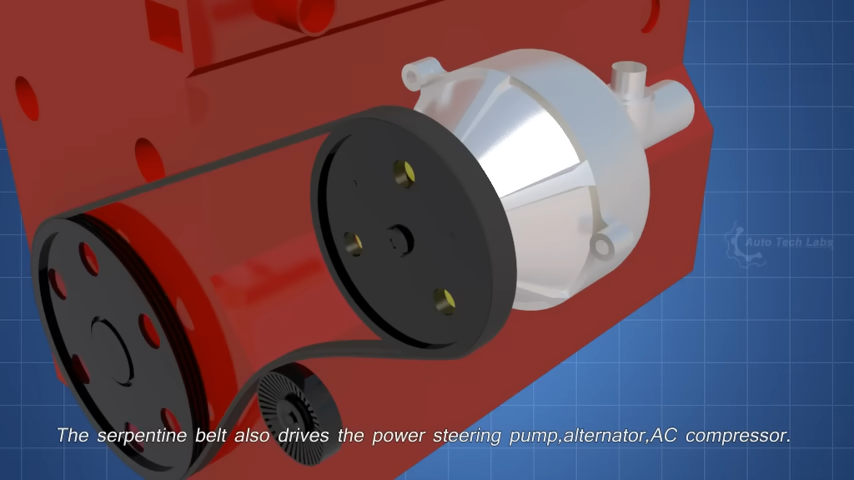 Auto Tech Labs
The serpentine belt also drives the power steering pump,alternator,AC compressor.